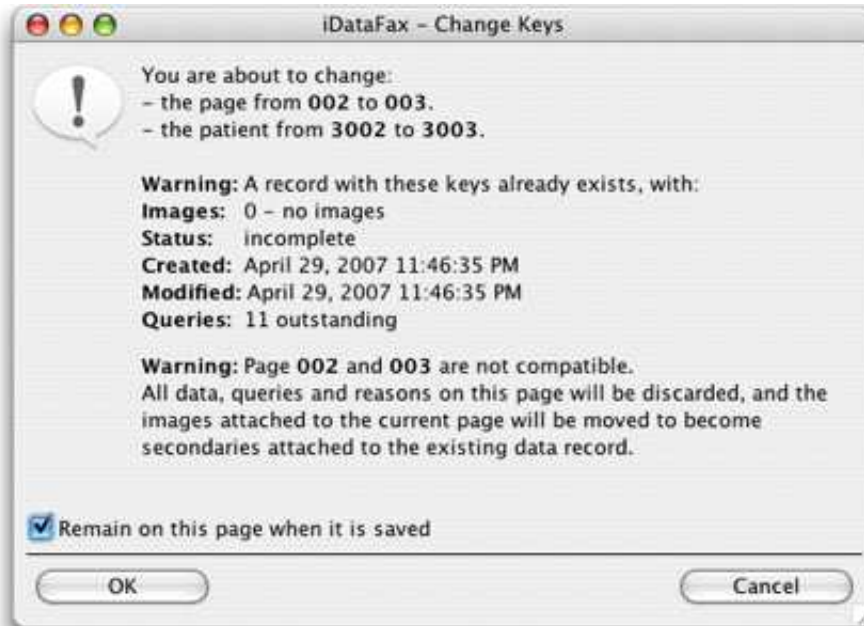 iDataFax – Change Keys
You are about to change:
– the page from 002 to 003.
– the patient from 3002 to 3003.
Warning: A record with these keys already exists, with:
Images: 0 – no images
Status: incomplete
Created: April 29, 2007 11:46:35 PM
Modified: April 29, 2007 11:46:35 PM
Queries: 11 outstanding
Warning: Page 002 and 003 are not compatible.
All data, queries and reasons on this page will be discarded, and the
images attached to the current page will be moved to become
secondaries attached to the existing data record.
Remain on this page when it is saved
OK Cancel